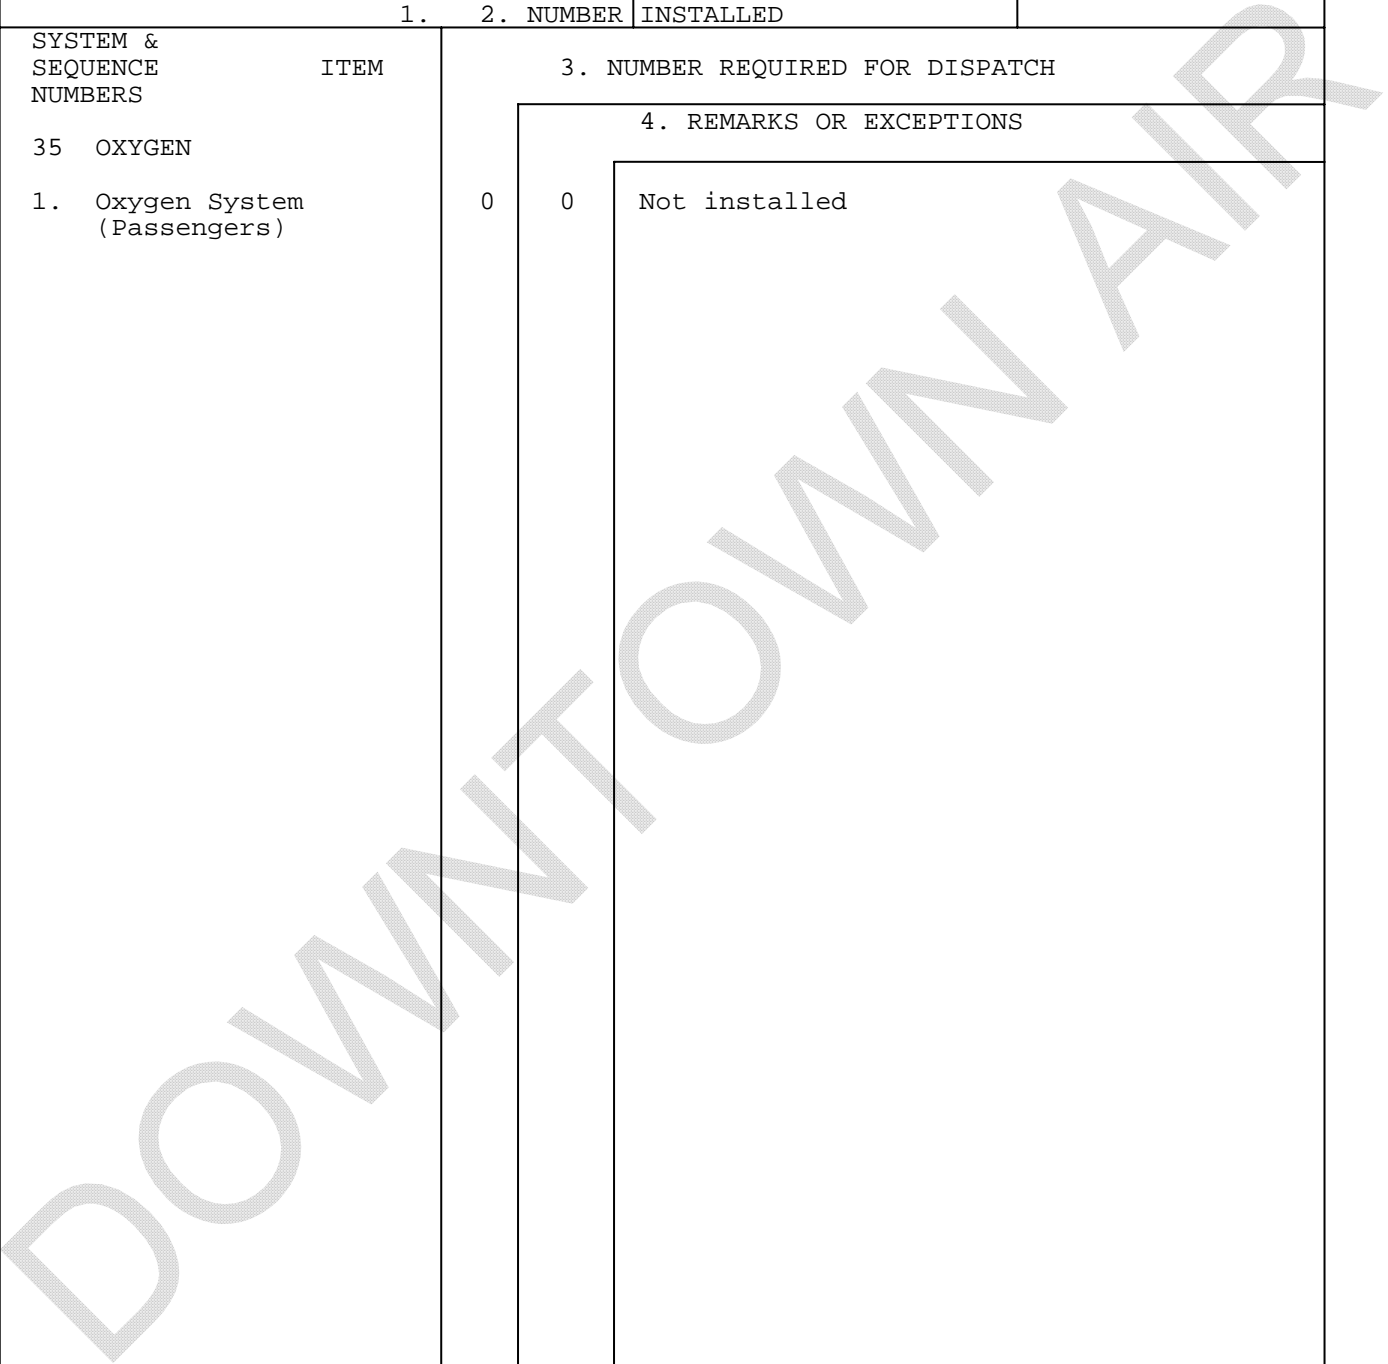 1. 2. NUMBER INSTALLED
SYSTEM &
SEQUENCE ITEM 3. NUMBER REQUIRED FOR DISPATCH
NUMBERS
4. REMARKS OR EXCEPTIONS
35 OXYGEN
1. Oxygen System 0 0 Not installed
(Passengers)
DOWNTOWN AIR